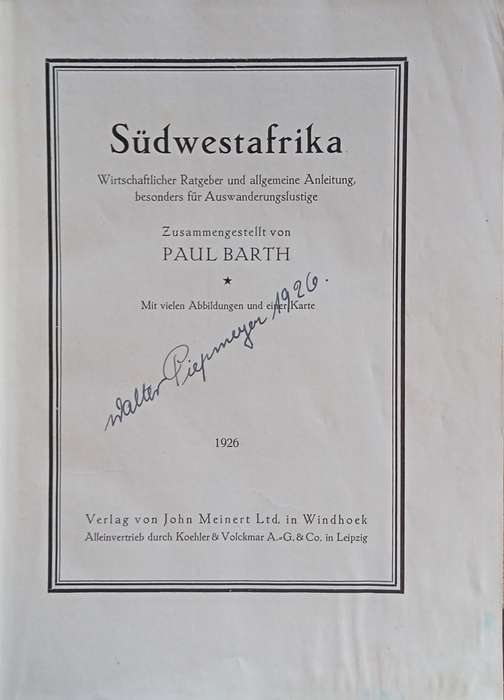 Südwestafrika
Wirtschaftlicher Ratgeber und allgemeine Anleitung,
besonders für Auswanderungslustige
Zusammengestellt von
PAUL BARTH
Mit vielen Abbildungen und einer Karte
Walter Piepmeyer 1926.
1926
Verlag von John Meinert Ltd. in Windhoek
Alleinvertrieb durch Koehler & Volckmar A.-G. & Co. in Leipzig